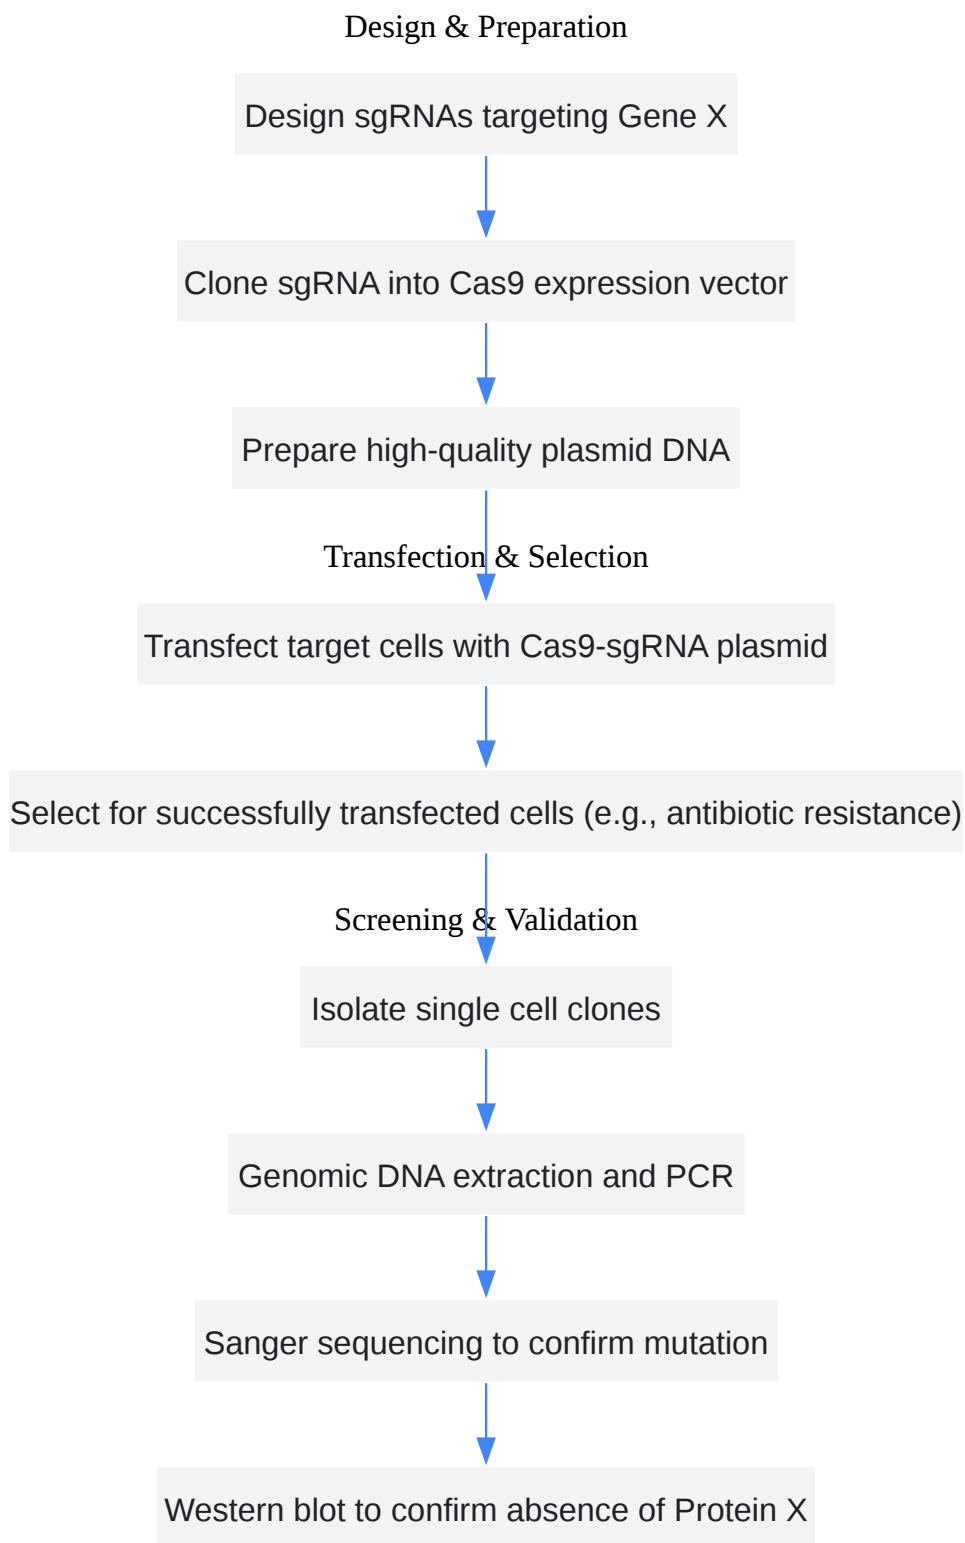 Design & Preparation
Design sgRNAs targeting Gene X
Clone sgRNA into Cas9 expression vector
Prepare high-quality plasmid DNA
Transfection & Selection
Transfect target cells with Cas9-sgRNA plasmid
Select for successfully transfected cells (e.g., antibiotic resistance)
Screening & Validation
Isolate single cell clones
Genomic DNA extraction and PCR
Sanger sequencing to confirm mutation
Western blot to confirm absence of Protein X